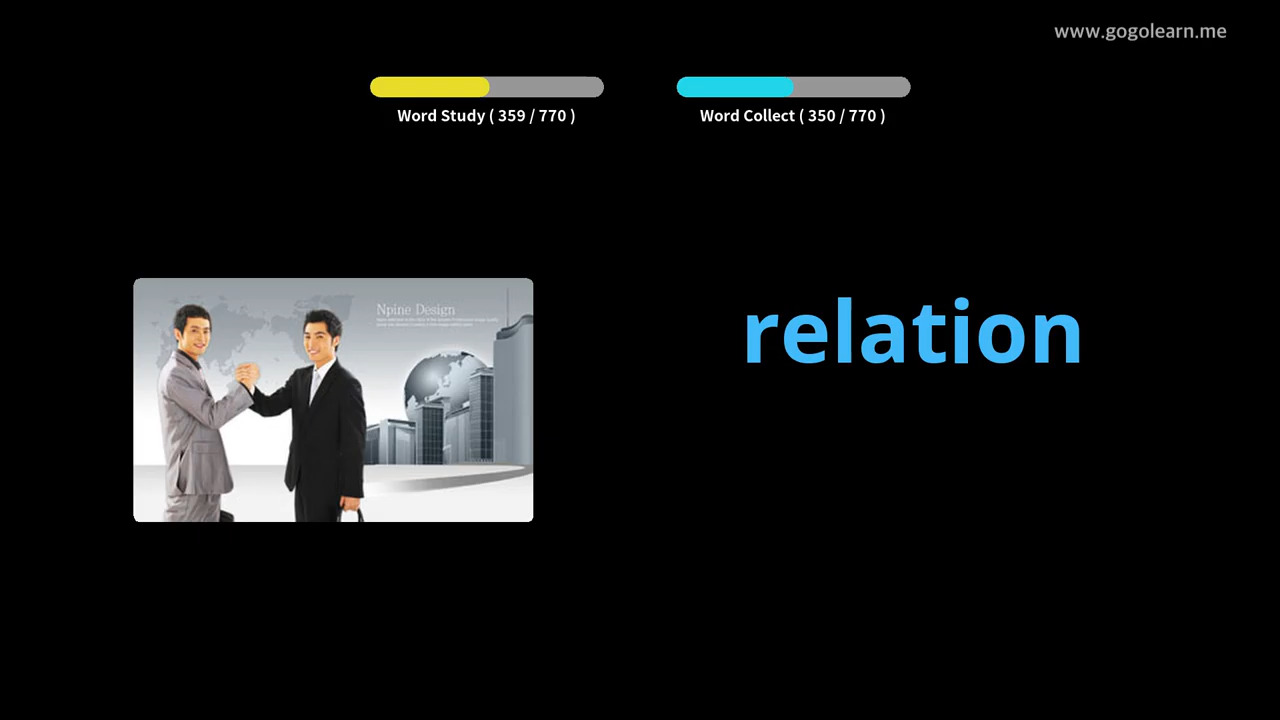 www.gogolearn.me
Word Study ( 359 / 770 )
Word Collect ( 350 / 770 )
Npine Design
relation